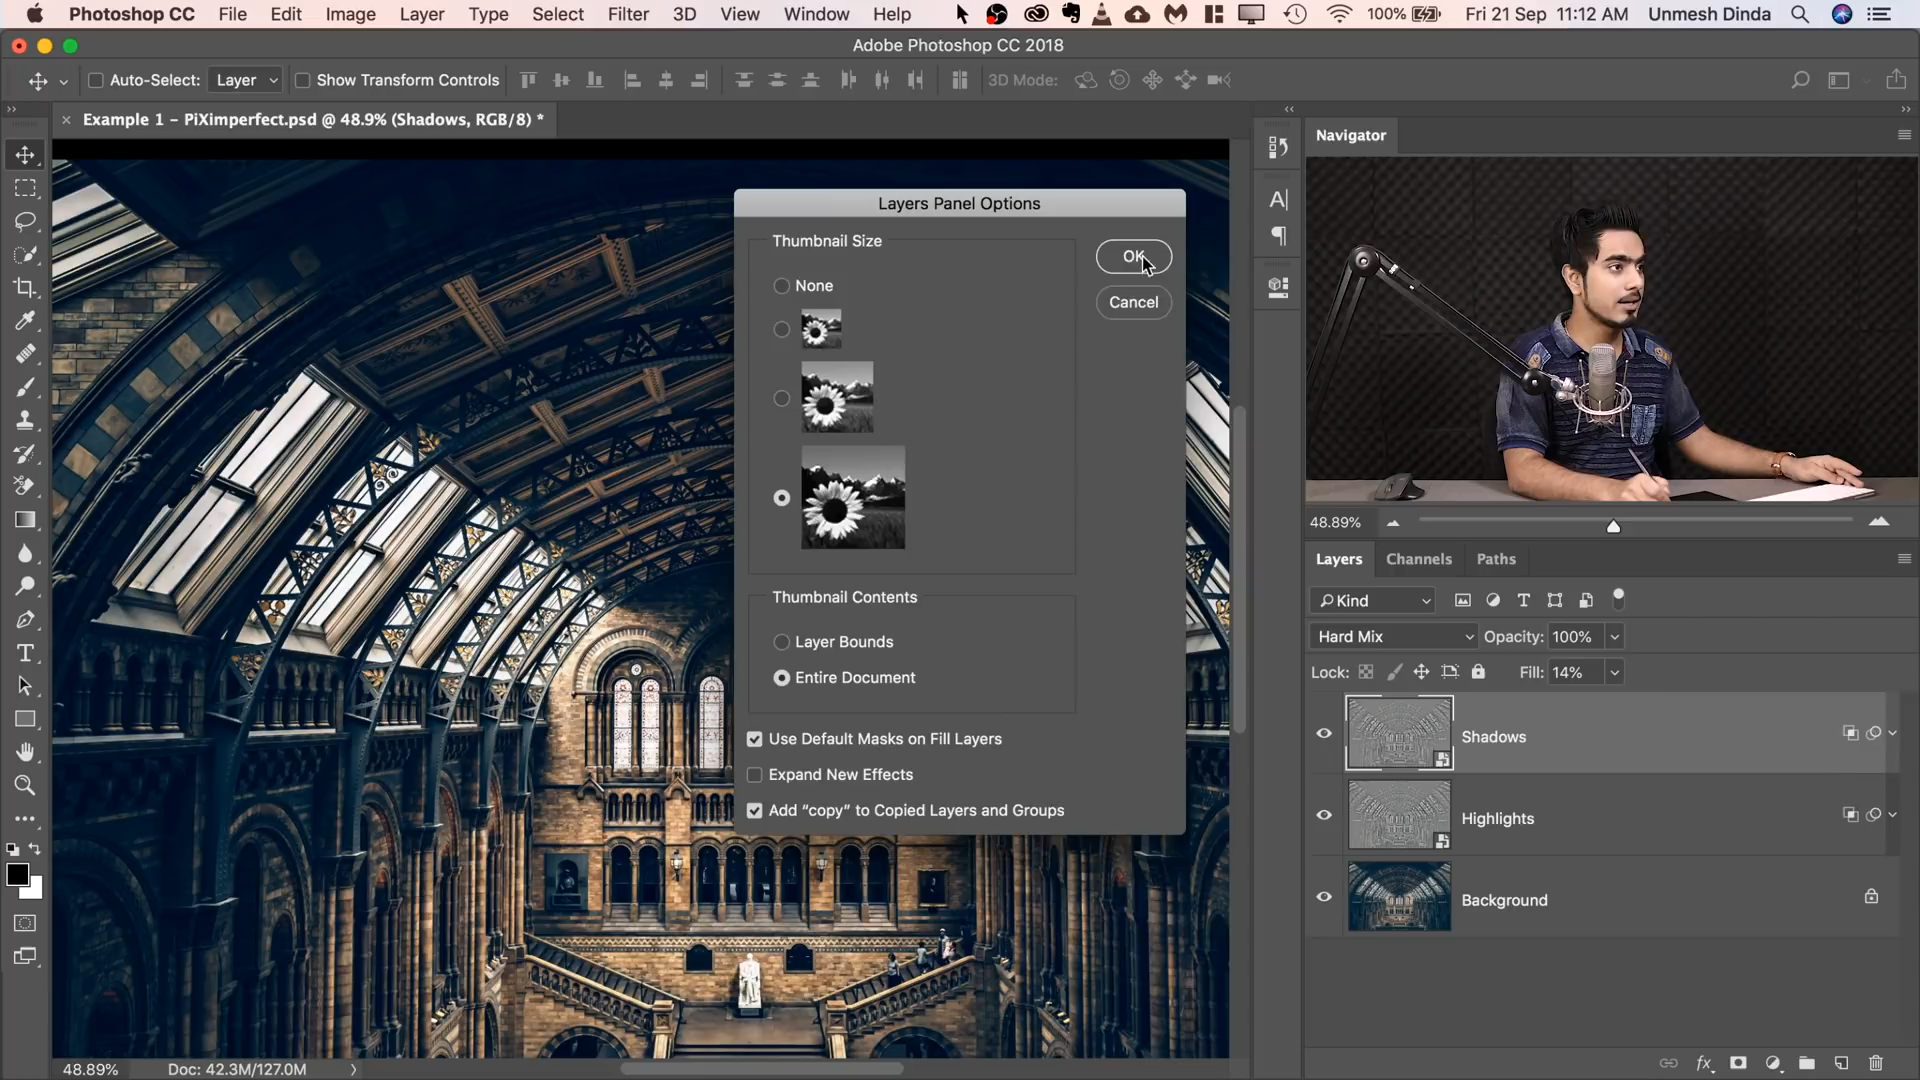 Photoshop CC File Edit Image Layer Type Select Filter 3D View Window Help 100% Fri 21 Sep 11:12 AM Unmesh Dinda
Adobe Photoshop CC 2018
Auto-Select: Layer Show Transform Controls 3D Mode:
Example 1 - PiXimperfect.psd @ 48.9% (Shadows, RGB/8) *
Navigator
Layers Panel Options
Thumbnail Size
OK
None
Cancel
48.89%
Layers Channels Paths
Kind
Thumbnail Contents
Hard Mix Opacity: 100%
Layer Bounds
Lock: Fill: 14%
Entire Document
Shadows
Use Default Masks on Fill Layers
Expand New Effects
Add “copy” to Copied Layers and Groups
Highlights
Background
fx
48.89% Doc: 42.3M/127.0M